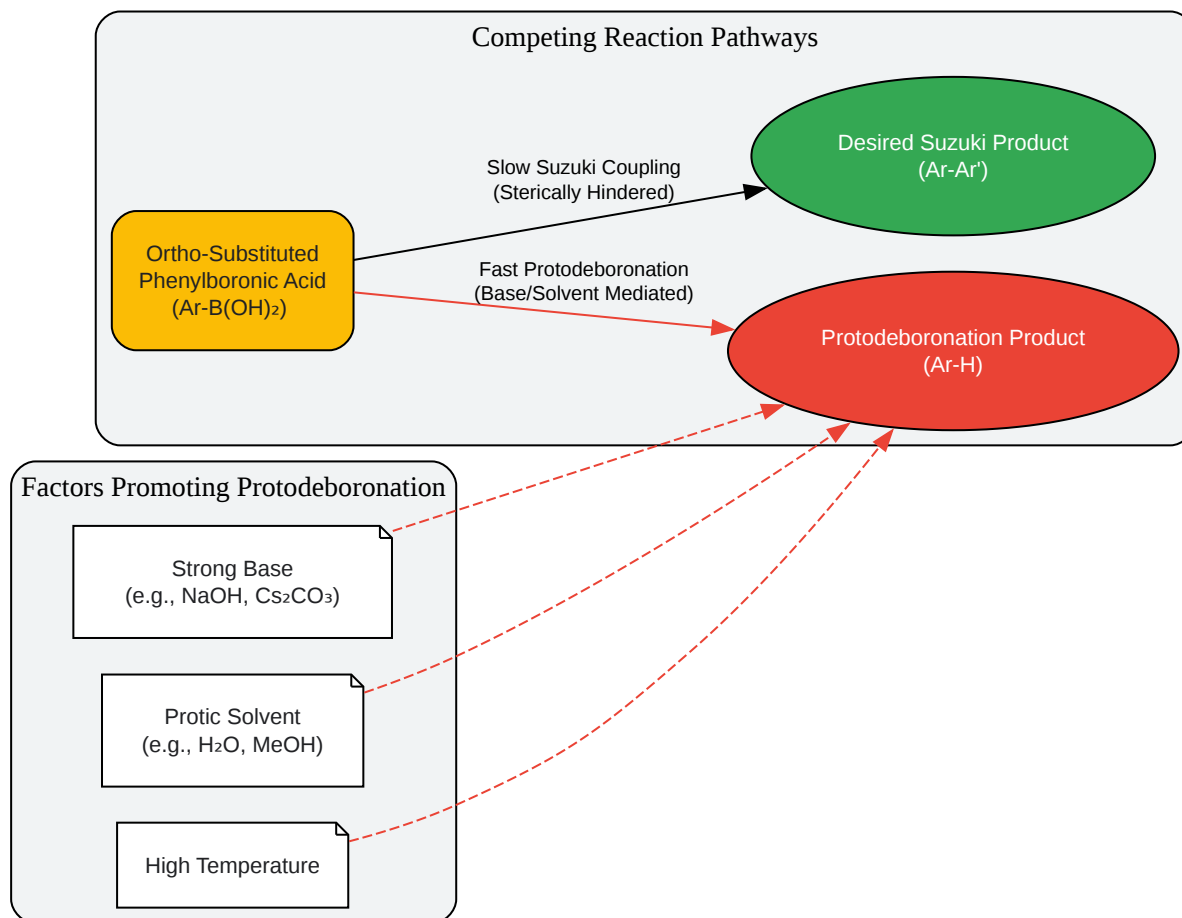 Competing Reaction Pathways
Desired Suzuki Product
(Ar-Ar')
Slow Suzuki Coupling
(Sterically Hindered)
Ortho-Substituted
Phenylboronic Acid
(Ar-B(OH)₂)
Fast Protodeboronation
(Base/Solvent Mediated)
Protodeboronation Product
(Ar-H)
Factors Promoting Protodeboronation
Strong Base
(e.g., NaOH, Cs₂CO₃)
Protic Solvent
(e.g., H₂O, MeOH)
High Temperature